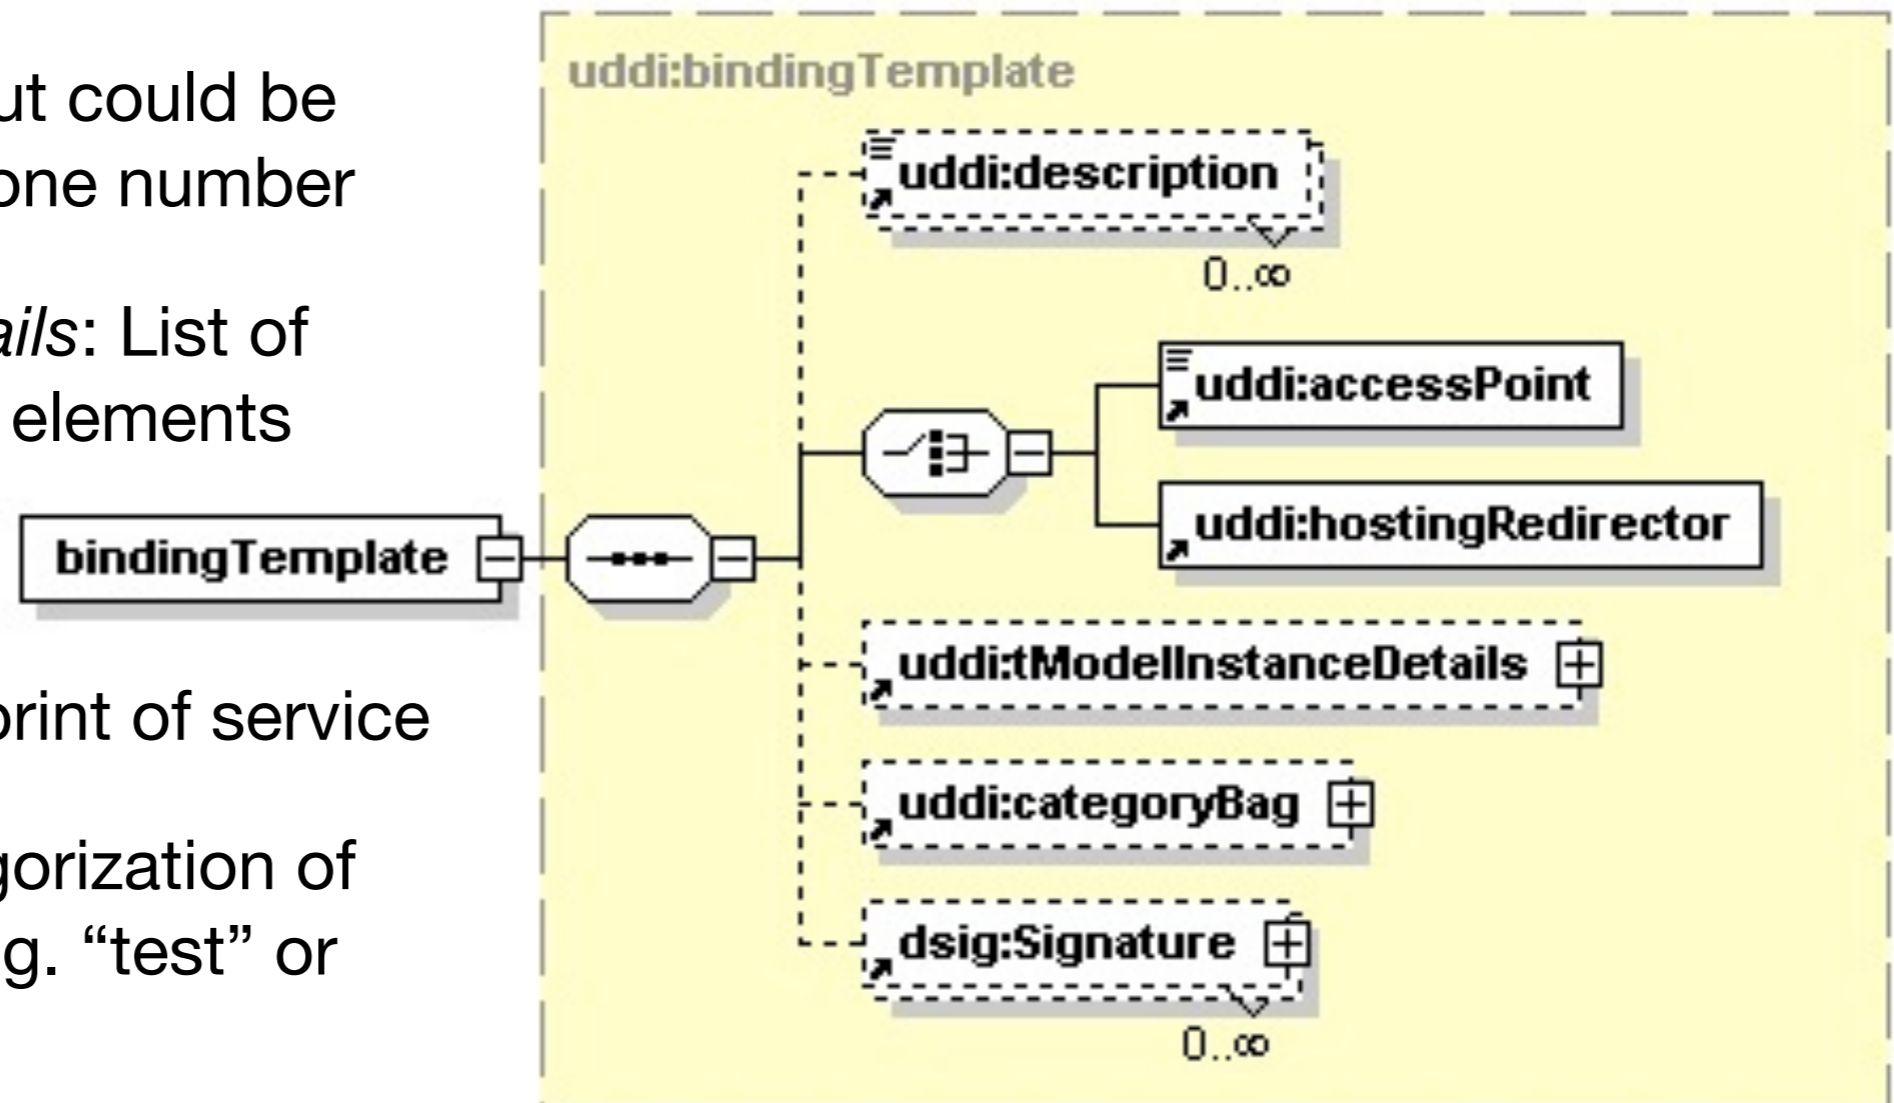 ut could be
one number
ails: List of
elements
print of service
gorization of
g. “test” or
uddi:bindingTemplate
uddi:description
0..∞
uddi:accessPoint
uddi:hostingRedirector
bindingTemplate
uddi:tModelInstanceDetails
uddi:categoryBag
dsig:Signature
0..∞